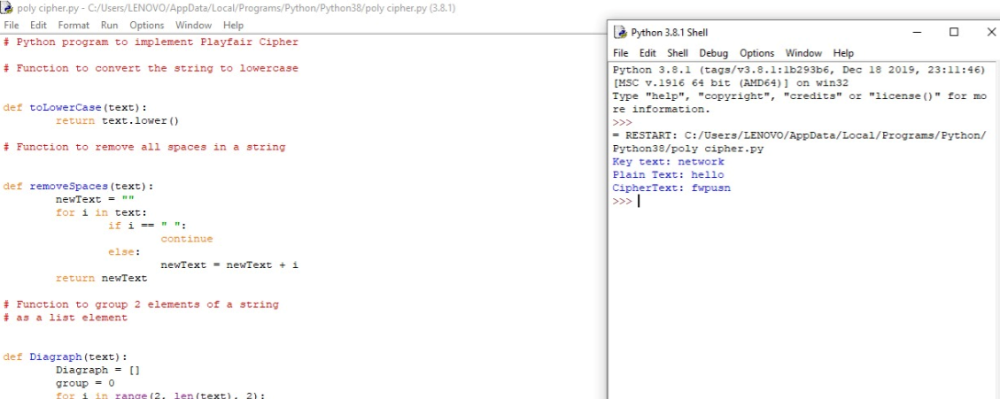 poly cipher.py - C:/Users/LENOVO/AppData/Local/Programs/Python/Python38/poly cipher.py (3.8.1)
File Edit Format Run Options Window Help
# Python program to implement Playfair Cipher
# Function to convert the string to lowercase
def toLowerCase(text):
        return text.lower()
# Function to remove all spaces in a string
def removeSpaces(text):
        newText = ""
        for i in text:
                if i == " ":
                        continue
                else:
                        newText = newText + i
        return newText
# Function to group 2 elements of a string
# as a list element
def Diagraph(text):
        Diagraph = []
        group = 0
        for i in range(2, len(text), 2):
Python 3.8.1 Shell
File Edit Shell Debug Options Window Help
Python 3.8.1 (tags/v3.8.1:1b293b6, Dec 18 2019, 23:11:46)
[MSC v.1916 64 bit (AMD64)] on win32
Type "help", "copyright", "credits" or "license()" for mo
re information.
>>>
= RESTART: C:/Users/LENOVO/AppData/Local/Programs/Python/
Python38/poly cipher.py
Key text: network
Plain Text: hello
CipherText: fwpusn
>>>